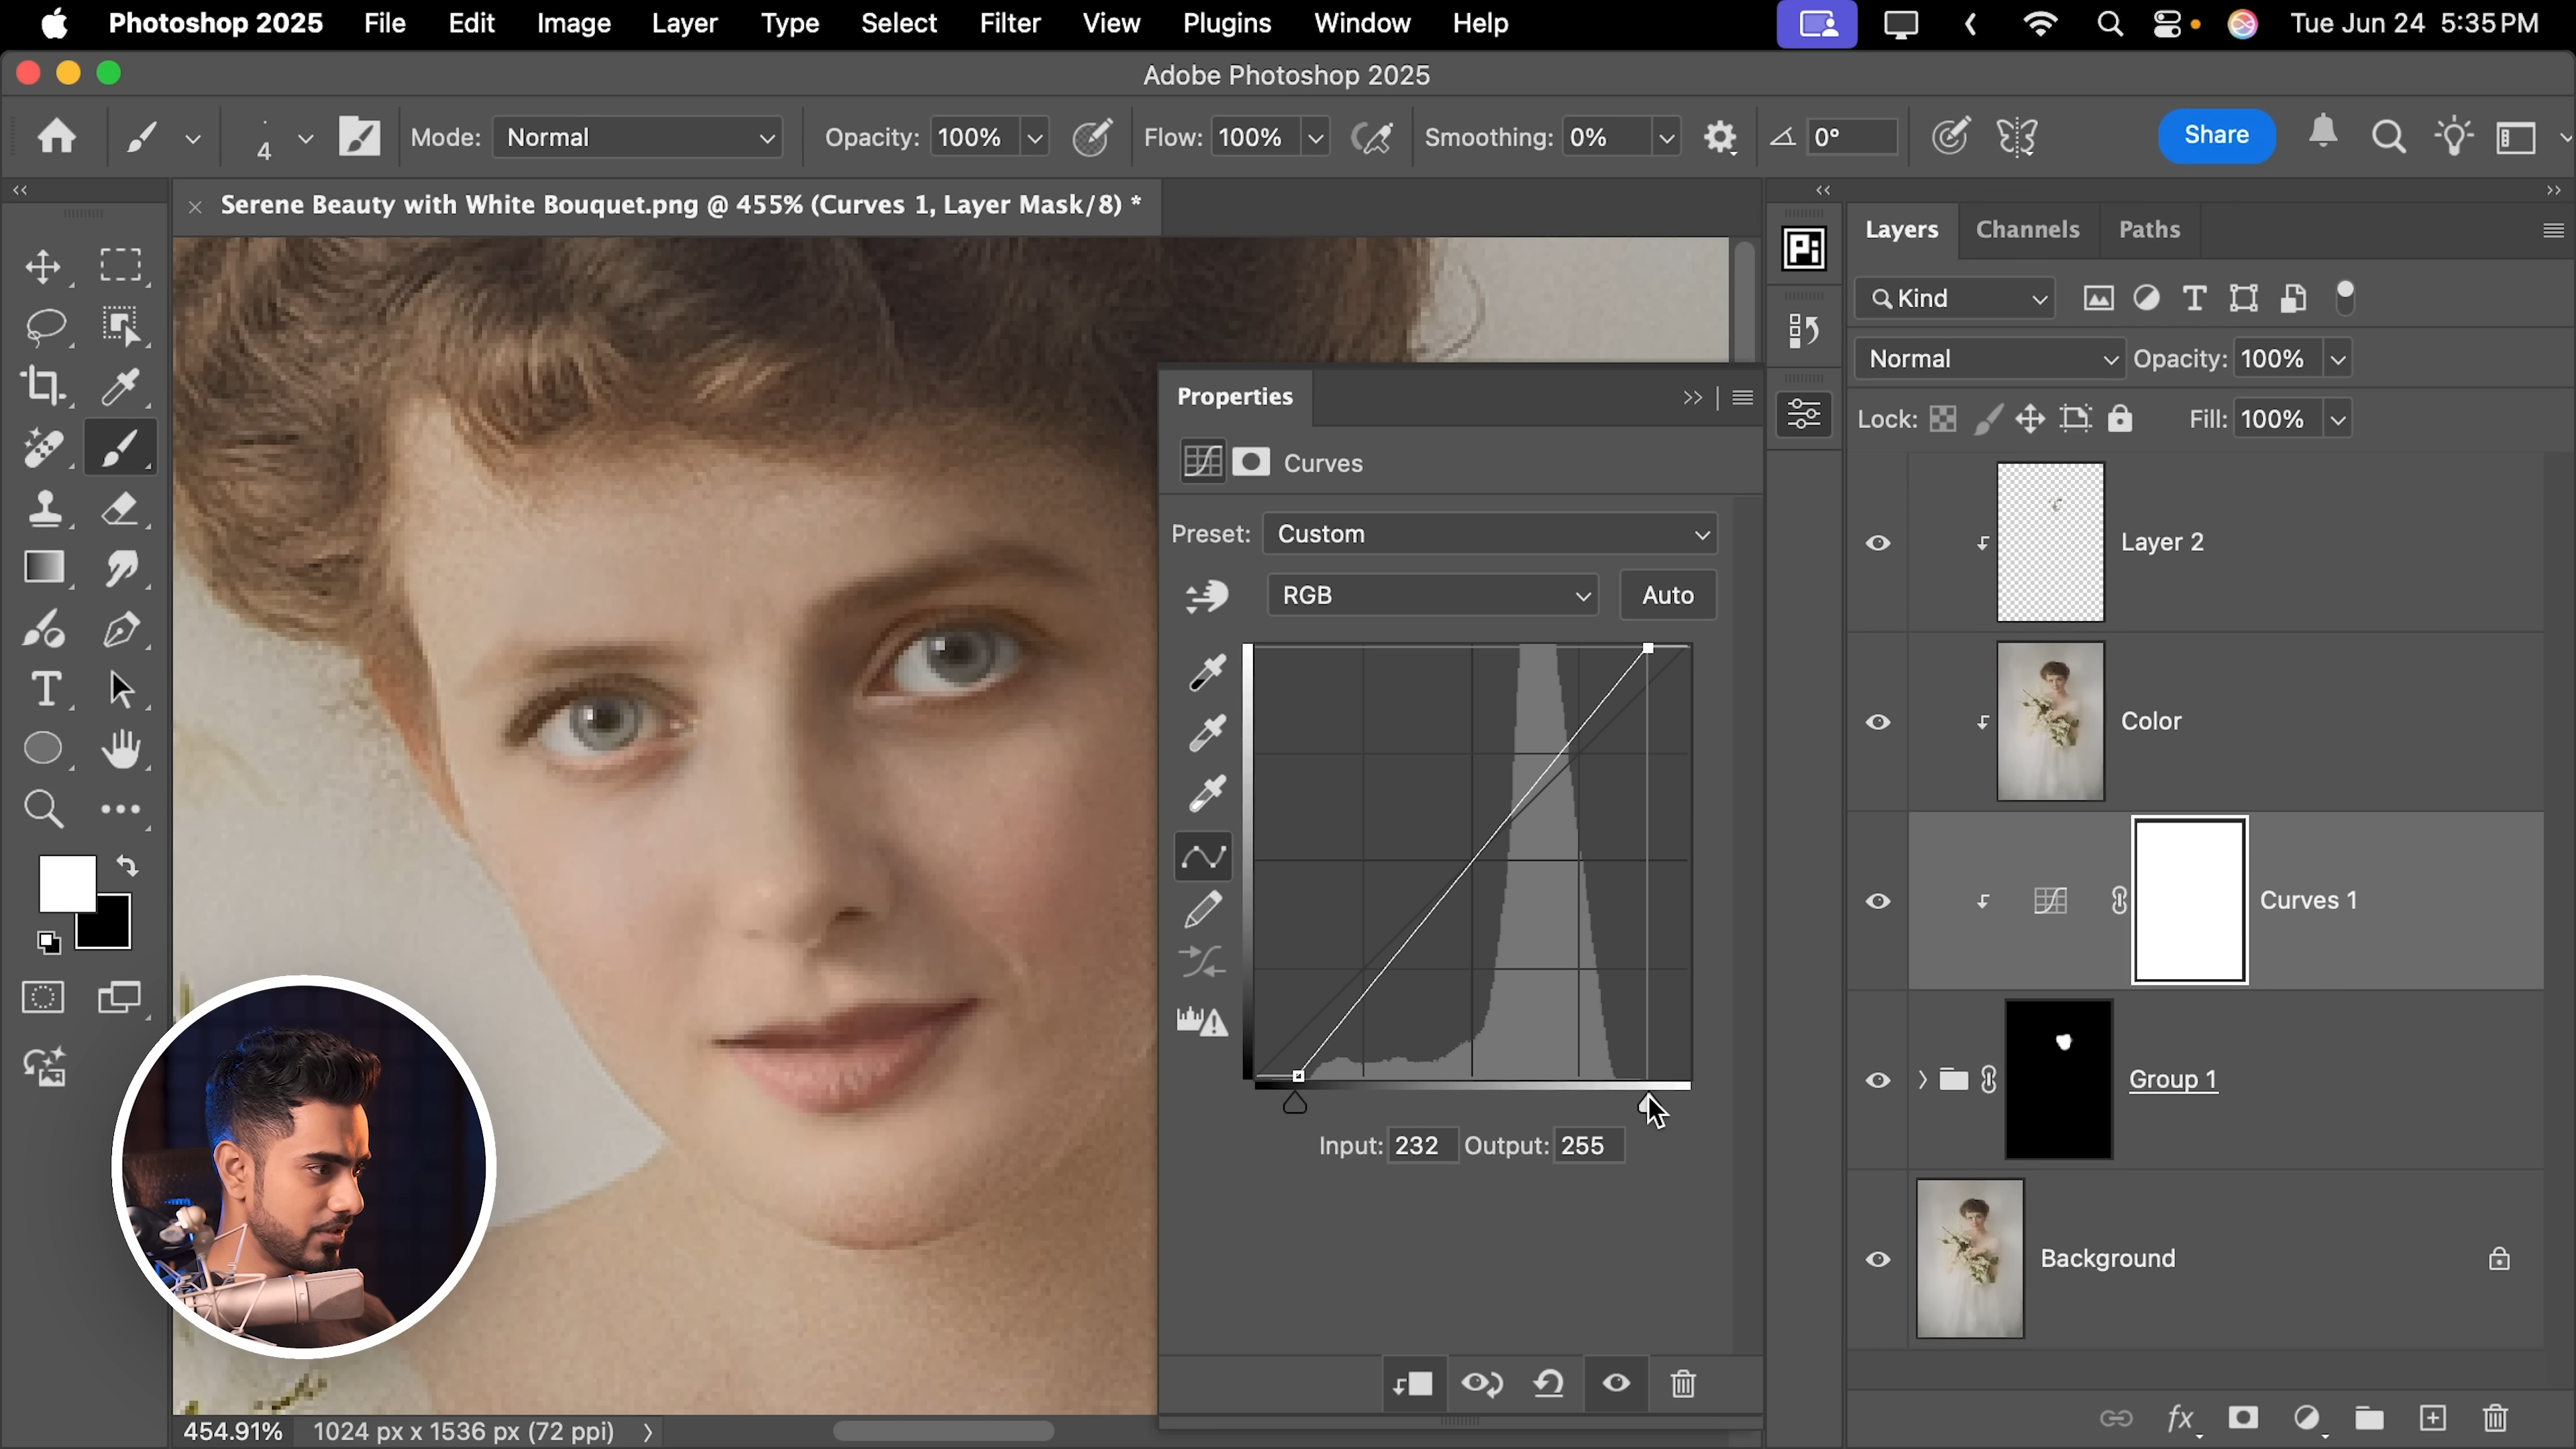 Photoshop 2025 File Edit Image Layer Type Select Filter View Plugins Window Help Tue Jun 24 5:35 PM
Adobe Photoshop 2025
4 Mode: Normal Opacity: 100% Flow: 100% Smoothing: 0% 0° Share
Serene Beauty with White Bouquet.png @ 455% (Curves 1, Layer Mask/8) *
Pi
Layers Channels Paths
Kind
Normal Opacity: 100%
Lock: Fill: 100%
Properties
Curves
Preset: Custom
RGB Auto
Input: 232 Output: 255
Layer 2
Color
Curves 1
Group 1
Background
454.91% 1024 px x 1536 px (72 ppi)
fx